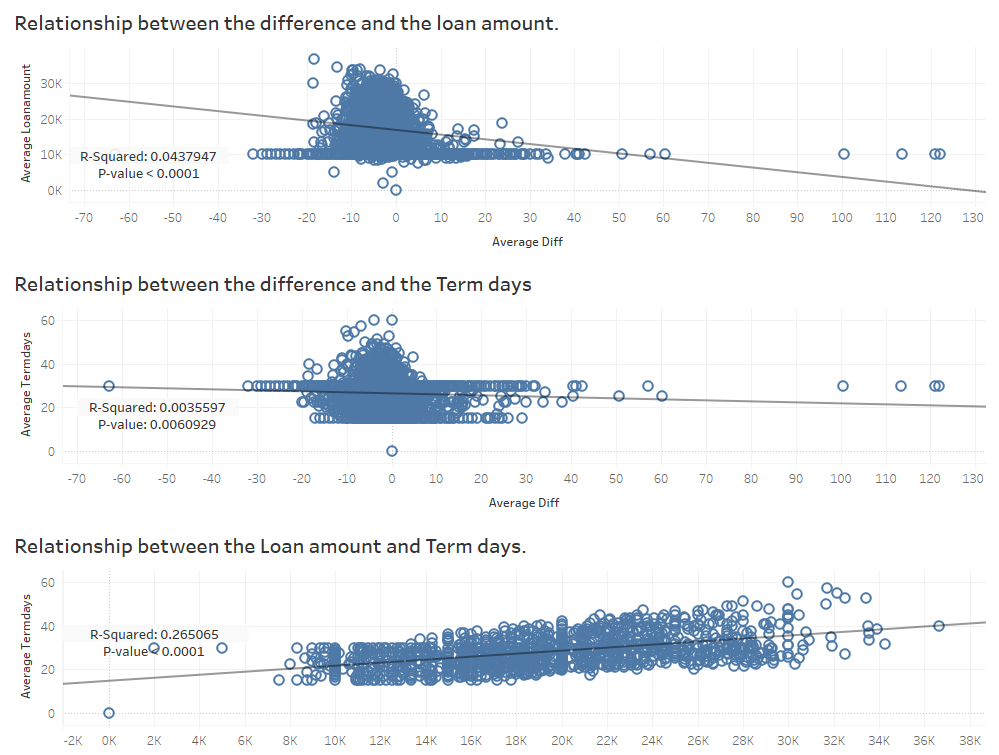 Relationship between the difference and the loan amount.
Average Loanamount
30K
20K
10K
0K
R-Squared: 0.0437947
P-value < 0.0001
-70 -60 -50 -40 -30 -20 -10 0 10 20 30 40 50 60 70 80 90 100 110 120 130
Average Diff
Relationship between the difference and the Term days
Average Termdays
60
40
20
0
R-Squared: 0.0035597
P-value: 0.0060929
-70 -60 -50 -40 -30 -20 -10 0 10 20 30 40 50 60 70 80 90 100 110 120 130
Average Diff
Relationship between the Loan amount and Term days.
Average Termdays
60
40
20
0
R-Squared: 0.265065
P-value < 0.0001
-2K 0K 2K 4K 6K 8K 10K 12K 14K 16K 18K 20K 22K 24K 26K 28K 30K 32K 34K 36K 38K